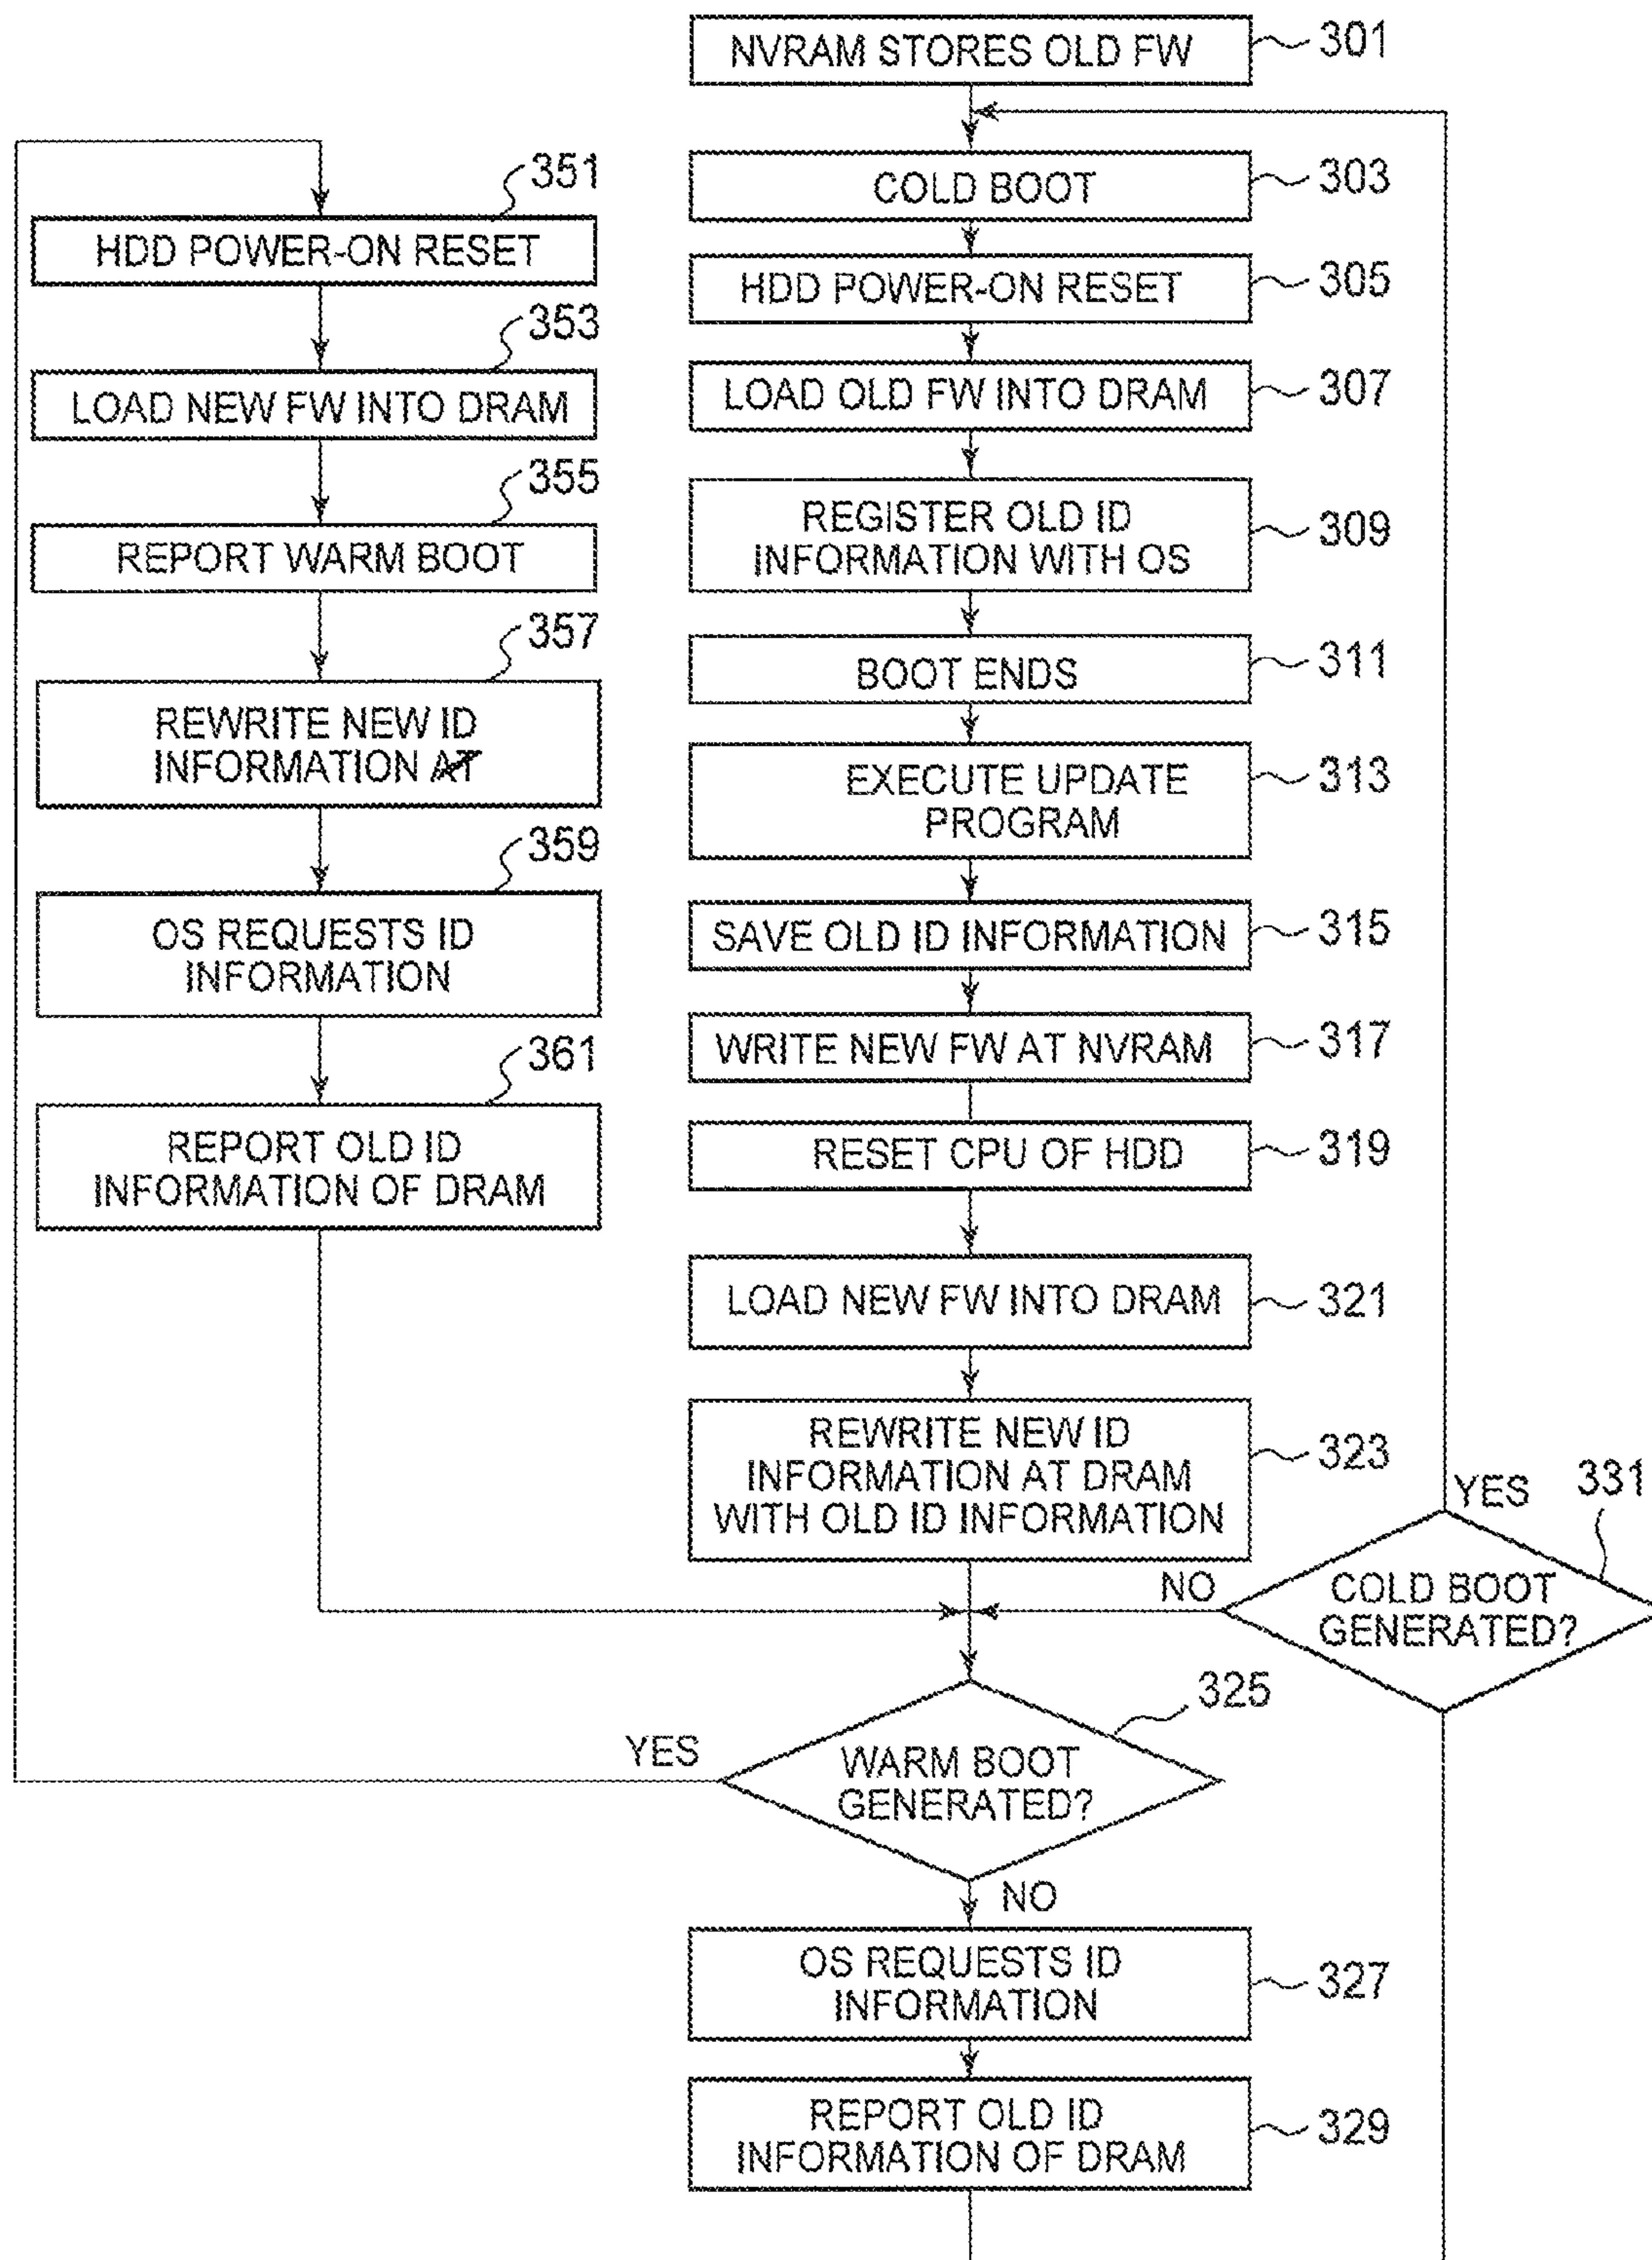 NVRAM STORES OLD FW
301
COLD BOOT
303
HDD POWER-ON RESET
305
LOAD OLD FW INTO DRAM
307
REGISTER OLD ID
INFORMATION WITH OS
309
BOOT ENDS
311
EXECUTE UPDATE
PROGRAM
313
SAVE OLD ID INFORMATION
315
WRITE NEW FW AT NVRAM
317
RESET CPU OF HDD
319
LOAD NEW FW INTO DRAM
321
REWRITE NEW ID
INFORMATION AT DRAM
WITH OLD ID INFORMATION
323
351
HDD POWER-ON RESET
353
LOAD NEW FW INTO DRAM
355
REPORT WARM BOOT
357
REWRITE NEW ID
INFORMATION AT
359
OS REQUESTS ID
INFORMATION
361
REPORT OLD ID
INFORMATION OF DRAM
YES
331
NO
COLD BOOT
GENERATED?
325
YES
WARM BOOT
GENERATED?
NO
OS REQUESTS ID
INFORMATION
327
REPORT OLD ID
INFORMATION OF DRAM
329